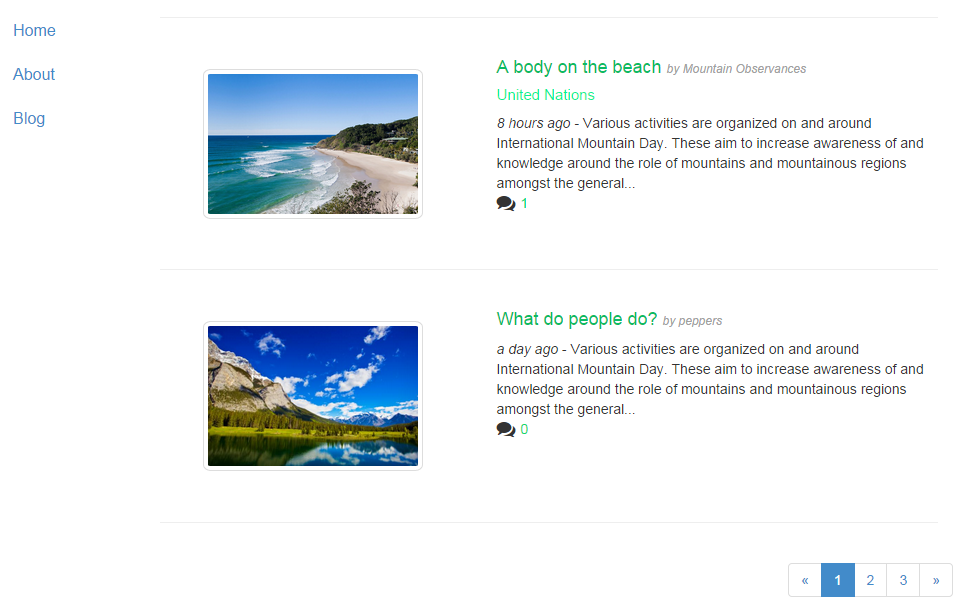 Home
About
Blog
A body on the beach by Mountain Observances
United Nations
8 hours ago - Various activities are organized on and around
International Mountain Day. These aim to increase awareness of and
knowledge around the role of mountains and mountainous regions
amongst the general...
1
What do people do? by peppers
a day ago - Various activities are organized on and around
International Mountain Day. These aim to increase awareness of and
knowledge around the role of mountains and mountainous regions
amongst the general...
0
« 1 2 3 »